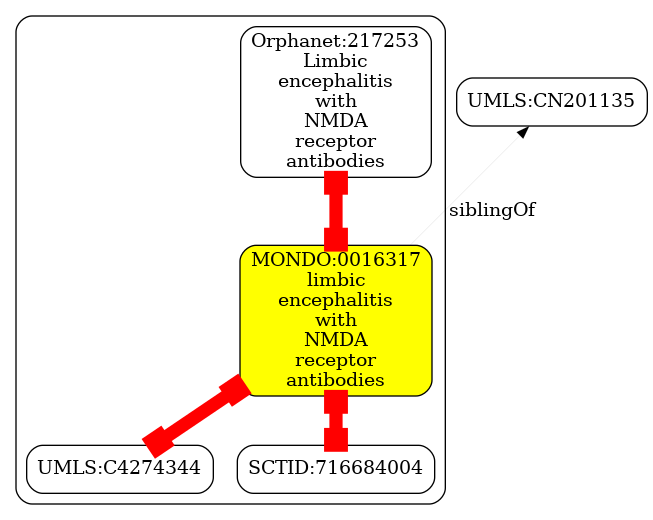 Orphanet:217253
Limbic
encephalitis
with
NMDA
receptor
antibodies
UMLS:CN201135
siblingOf
MONDO:0016317
limbic
encephalitis
with
NMDA
receptor
antibodies
UMLS:C4274344
SCTID:716684004